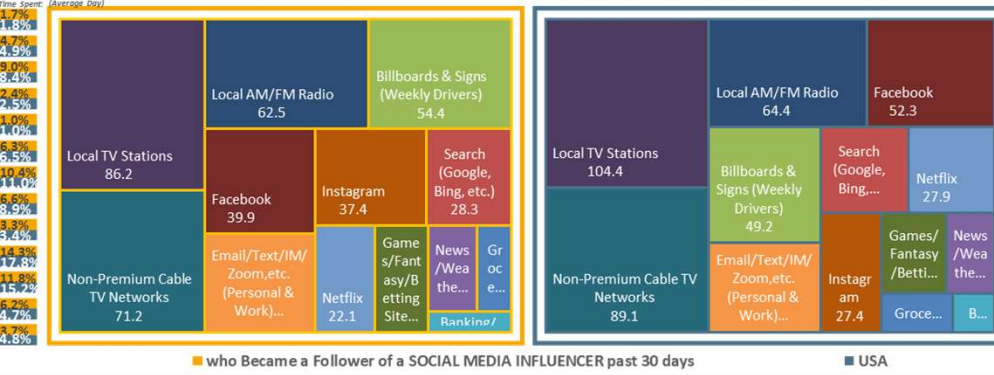 Time Spent: (Average Day)
1.7%
1.8%
4.7%
4.9%
9.0%
8.4%
2.4%
2.5%
1.0%
1.0%
6.3%
6.5%
10.4%
11.0%
6.6%
8.9%
3.3%
3.4%
14.3%
17.8%
11.8%
15.2%
6.2%
4.7%
3.7%
4.8%
Local TV Stations
86.2
Non-Premium Cable
TV Networks
71.2
Local AM/FM Radio
62.5
Billboards & Signs
(Weekly Drivers)
54.4
Facebook
39.9
Instagram
37.4
Search
(Google,
Bing, etc.)
28.3
Email/Text/IM/
Zoom,etc.
(Personal &
Work)...
Netflix
22.1
Game
s/Fant
asy/B
etting
Site...
News
/Wea
the...
Gr
oc
e...
Banking/
Local TV Stations
104.4
Non-Premium Cable TV
Networks
89.1
Local AM/FM Radio
64.4
Facebook
52.3
Billboards &
Signs (Weekly
Drivers)
49.2
Search
(Google,
Bing,...
Netflix
27.9
Email/Text/IM/
Zoom,etc.
(Personal &
Work)...
Instagr
am
27.4
Games/
Fantasy
/Betti...
News
/Wea
the...
Groce...
B...
who Became a Follower of a SOCIAL MEDIA INFLUENCER past 30 days
USA